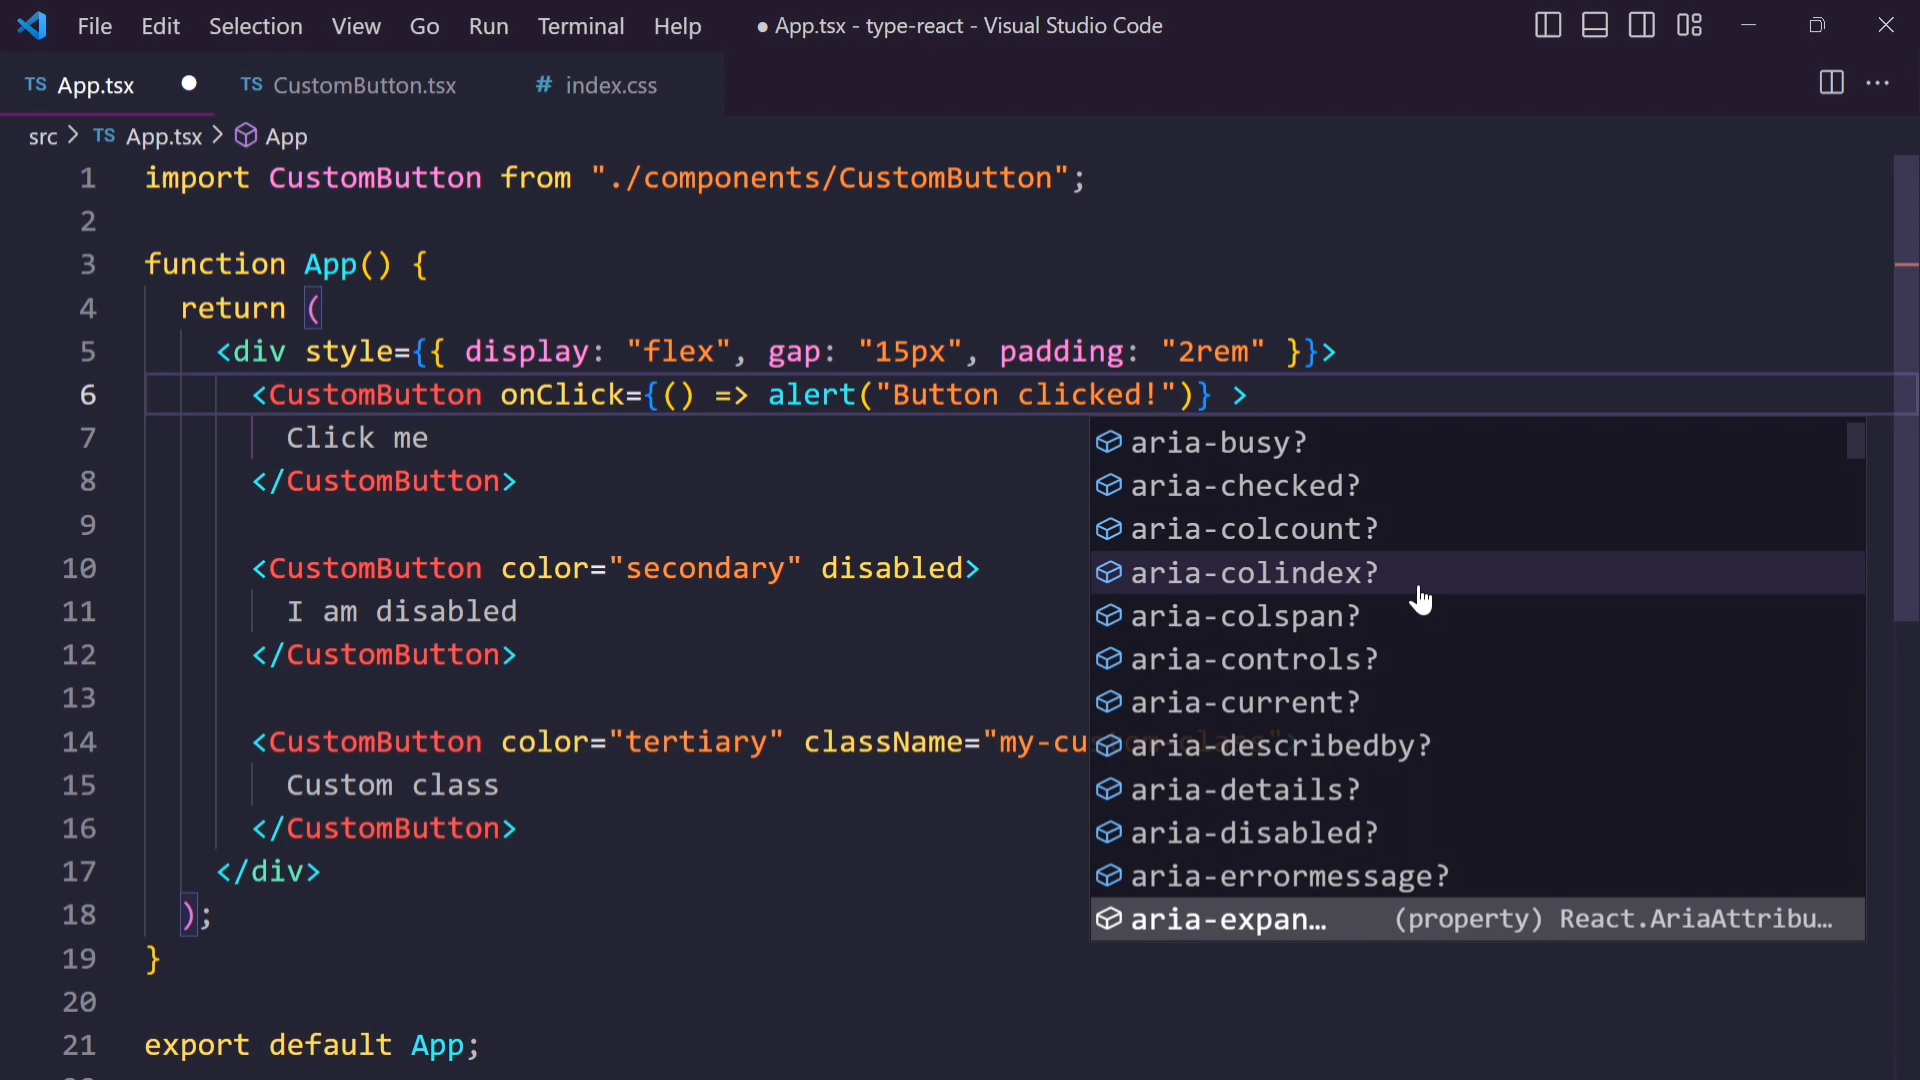 File Edit Selection View Go Run Terminal Help ● App.tsx - type-react - Visual Studio Code
TS App.tsx ● TS CustomButton.tsx # index.css
src > TS App.tsx > App
1 import CustomButton from "./components/CustomButton";
2
3 function App() {
4 return (
5 <div style={{ display: "flex", gap: "15px", padding: "2rem" }}>
6 <CustomButton onClick={() => alert("Button clicked!")} >
7 Click me
8 </CustomButton>
9
10 <CustomButton color="secondary" disabled>
11 I am disabled
12 </CustomButton>
13
14 <CustomButton color="tertiary" className="my-cu
15 Custom class
16 </CustomButton>
17 </div>
18 );
19 }
20
21 export default App;
aria-busy?
aria-checked?
aria-colcount?
aria-colindex?
aria-colspan?
aria-controls?
aria-current?
aria-describedby?
aria-details?
aria-disabled?
aria-errormessage?
aria-expan… (property) React.AriaAttribu…